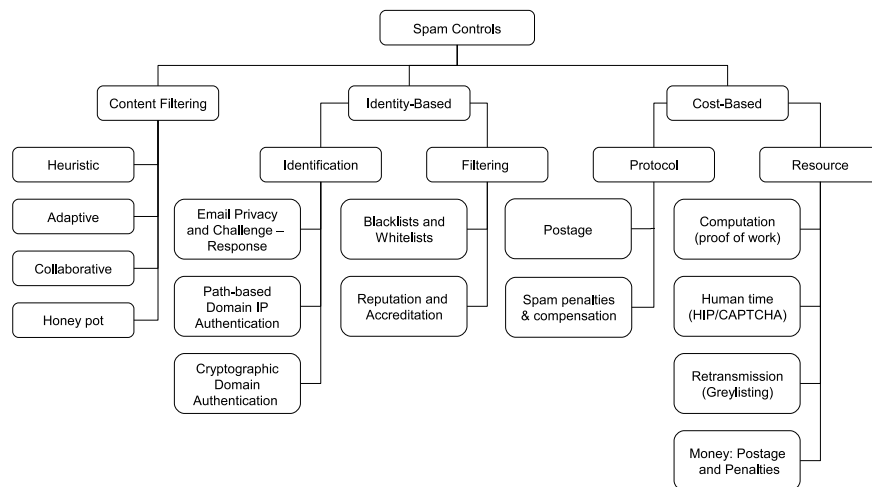 Spam Controls
Content Filtering
Identity-Based
Cost-Based
Heuristic
Identification
Filtering
Protocol
Resource
Adaptive
Email Privacy
and Challenge –
Response
Blacklists and
Whitelists
Postage
Computation
(proof of work)
Collaborative
Honey pot
Path-based
Domain IP
Authentication
Reputation and
Accreditation
Spam penalties
& compensation
Human time
(HIP/CAPTCHA)
Cryptographic
Domain
Authentication
Retransmission
(Greylisting)
Money: Postage
and Penalties